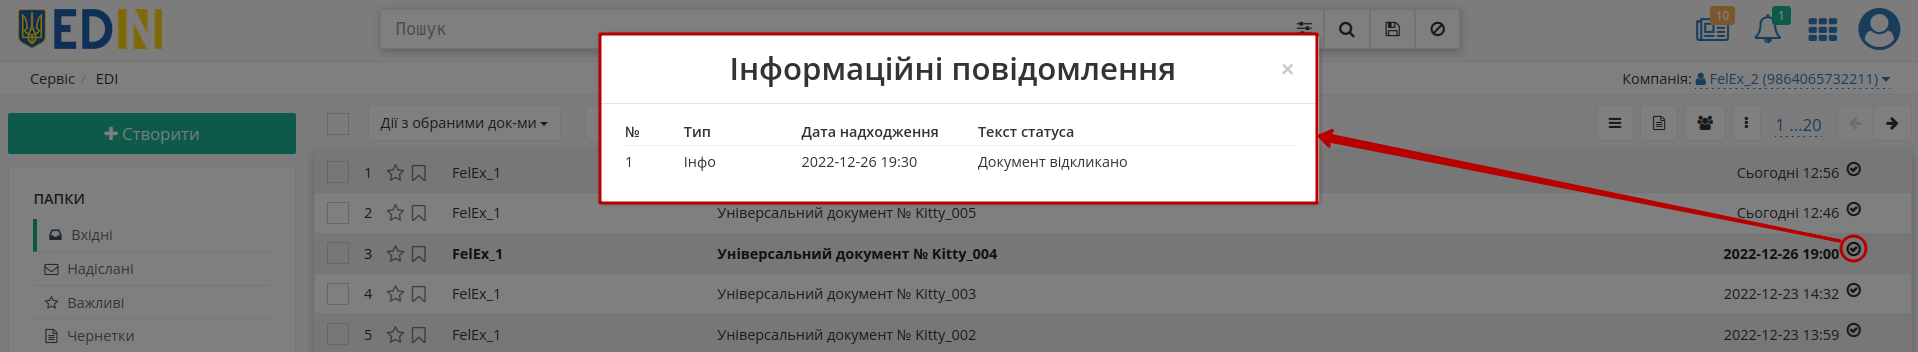 EDIN
Пошук
10
1
Сервіс / EDI
Компанія: FelEx_2 (9864065732211)
Інформаційні повідомлення ×
№ Тип Дата надходження Текст статуса
1 Інфо 2022-12-26 19:30 Документ відкликано
Створити
Дії з обраними док-ми
1 ...20
ПАПКИ
Вхідні
Надіслані
Важливі
Чернетки
1 FelEx_1 Сьогодні 12:56
2 FelEx_1 Універсальний документ № Kitty_005 Сьогодні 12:46
3 FelEx_1 Універсальний документ № Kitty_004 2022-12-26 19:00
4 FelEx_1 Універсальний документ № Kitty_003 2022-12-23 14:32
5 FelEx_1 Універсальний документ № Kitty_002 2022-12-23 13:59